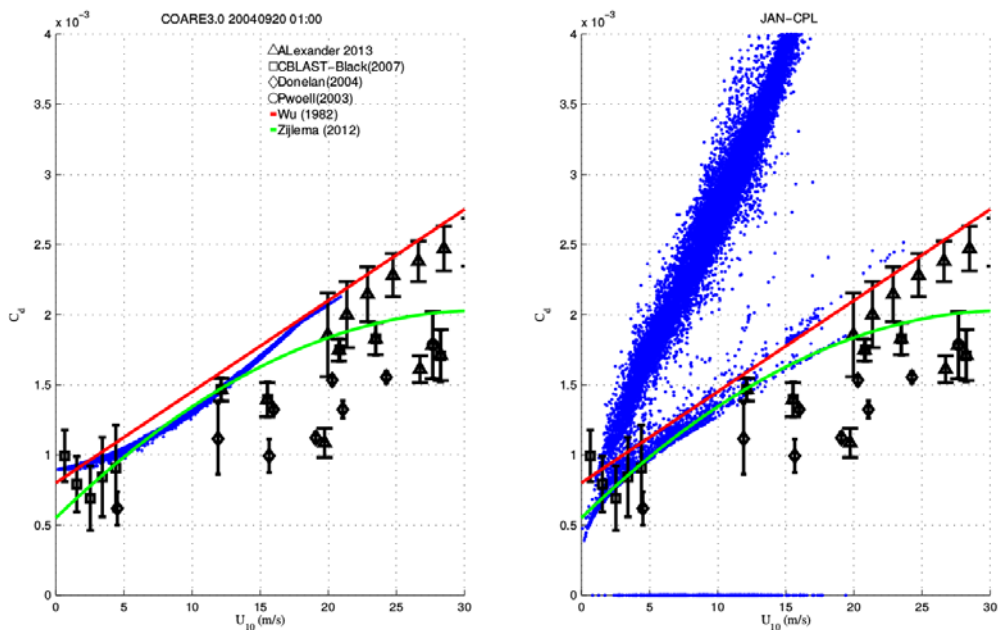 COARE3.0 20040920 01:00
x 10⁻³
4
3.5
3
2.5
2
1.5
1
0.5
0
C_d
0 5 10 15 20 25 30
U₁₀ (m/s)
ALexander 2013
CBLAST-Black(2007)
Donelan(2004)
Pwoell(2003)
Wu (1982)
Zijlema (2012)
JAN-CPL
x 10⁻³
4
3.5
3
2.5
2
1.5
1
0.5
0
C_d
0 5 10 15 20 25 30
U₁₀ (m/s)